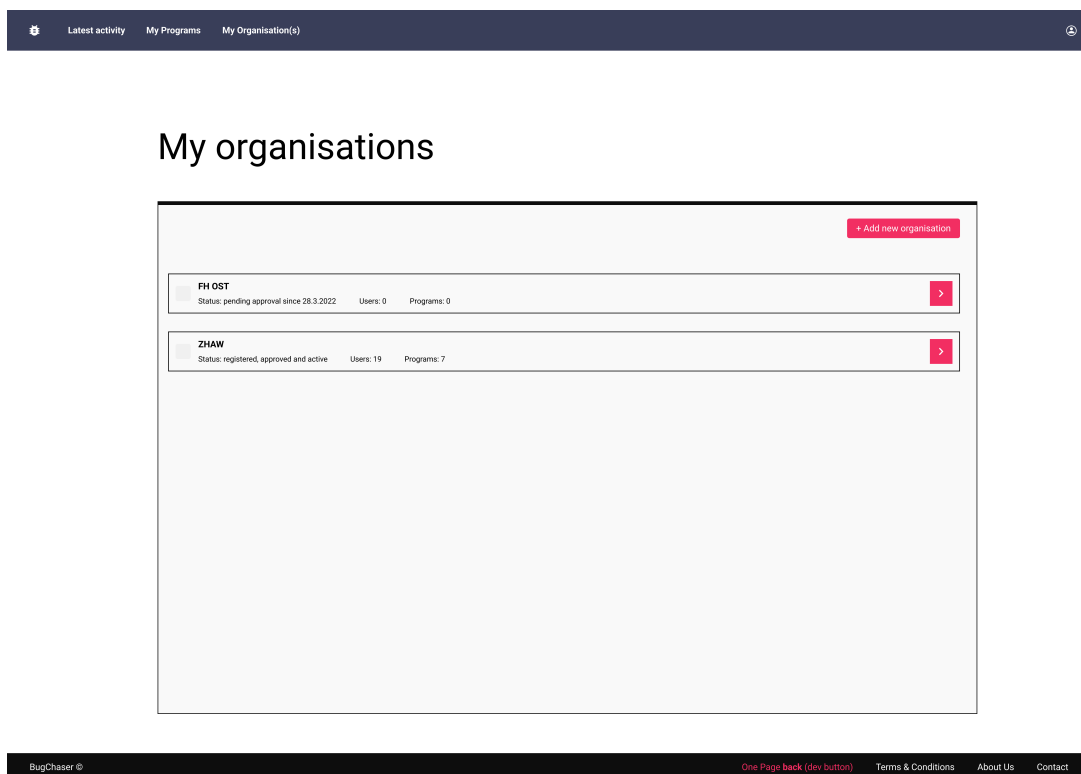 Latest activity My Programs My Organisation(s)
My organisations
+ Add new organisation
FH OST
Status: pending approval since 28.3.2022 Users: 0 Programs: 0
ZHAW
Status: registered, approved and active Users: 19 Programs: 7
BugChaser © One Page back (dev button) Terms & Conditions About Us Contact